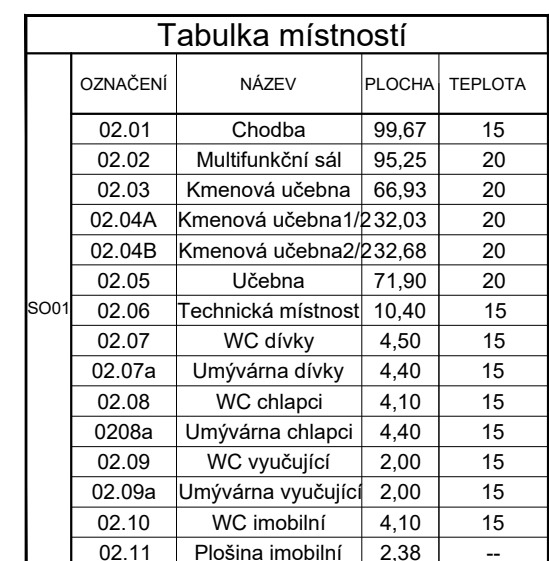 Tabulka místností
OZNAČENÍ NÁZEV PLOCHA TEPLOTA
02.01 Chodba 99,67 15
02.02 Multifunkční sál 95,25 20
02.03 Kmenová učebna 66,93 20
02.04A Kmenová učebna1/2 32,03 20
02.04B Kmenová učebna2/2 32,68 20
02.05 Učebna 71,90 20
SO01 02.06 Technická místnost 10,40 15
02.07 WC dívky 4,50 15
02.07a Umývárna dívky 4,40 15
02.08 WC chlapci 4,10 15
0208a Umývárna chlapci 4,40 15
02.09 WC vyučující 2,00 15
02.09a Umývárna vyučující 2,00 15
02.10 WC imobilní 4,10 15
02.11 Plošina imobilní 2,38 --